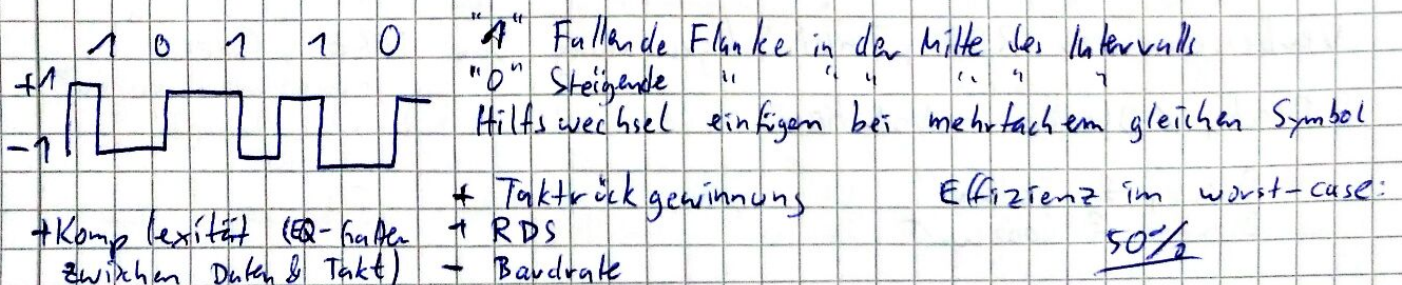 1 0 1 1 0
+1
-1
"1" Fallende Flanke in der Mitte des Intervalls
"0" Steigende " " " " " "
Hilfswechsel einfügen bei mehrfachem gleichen Symbol
+ Taktrückgewinnung
+ RDS
- Baudrate
Effizienz im worst-case:
50%
+Komplexität (EQ-Gatter
zwischen Daten & Takt)